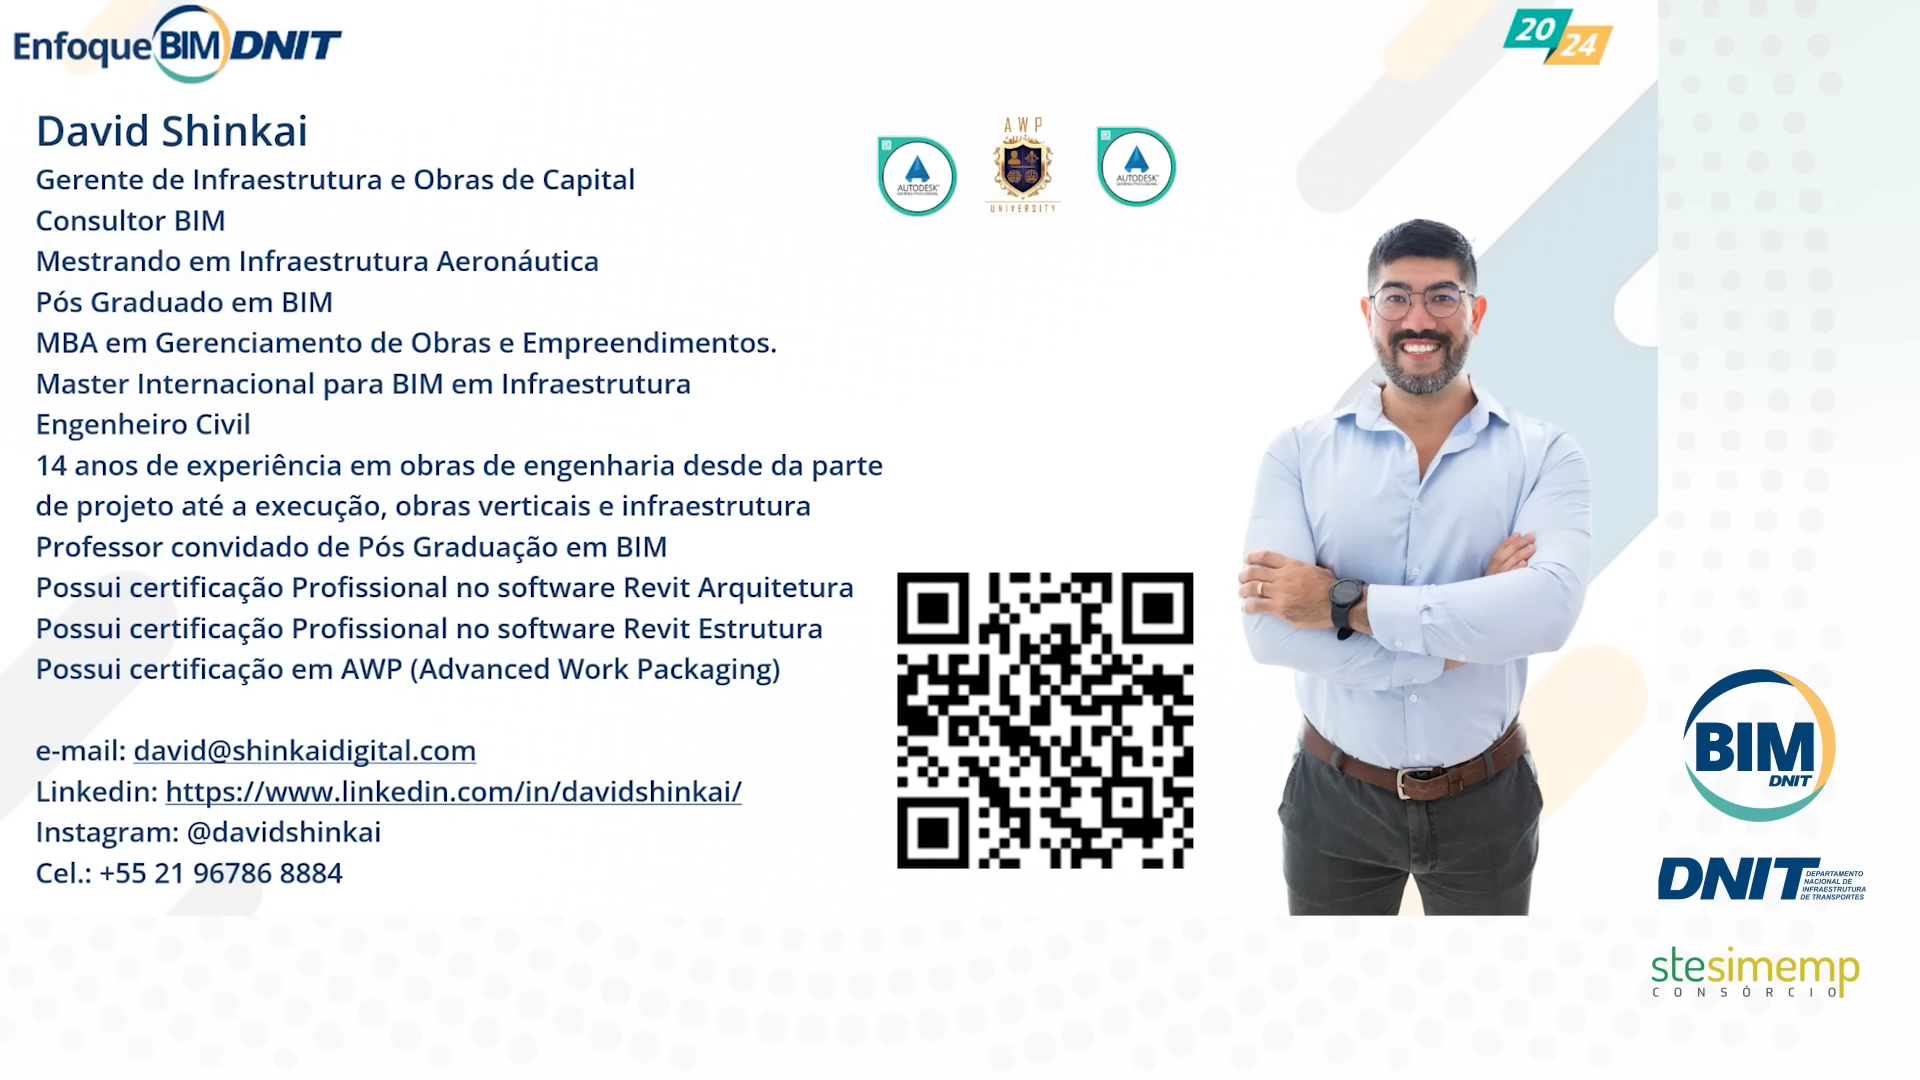 Enfoque BIM DNIT
20
24
David Shinkai
Gerente de Infraestrutura e Obras de Capital
Consultor BIM
Mestrando em Infraestrutura Aeronáutica
Pós Graduado em BIM
MBA em Gerenciamento de Obras e Empreendimentos.
Master Internacional para BIM em Infraestrutura
Engenheiro Civil
14 anos de experiência em obras de engenharia desde da parte
de projeto até a execução, obras verticais e infraestrutura
Professor convidado de Pós Graduação em BIM
Possui certificação Profissional no software Revit Arquitetura
Possui certificação Profissional no software Revit Estrutura
Possui certificação em AWP (Advanced Work Packaging)
e-mail: david@shinkaidigital.com
Linkedin: https://www.linkedin.com/in/davidshinkai/
Instagram: @davidshinkai
Cel.: +55 21 96786 8884
AUTODESK
AWP
UNIVERSITY
AUTODESK
BIM
DNIT
DNIT
DEPARTAMENTO
NACIONAL DE
INFRAESTRUTURA
DE TRANSPORTES
stesimemp
CONSÓRCIO